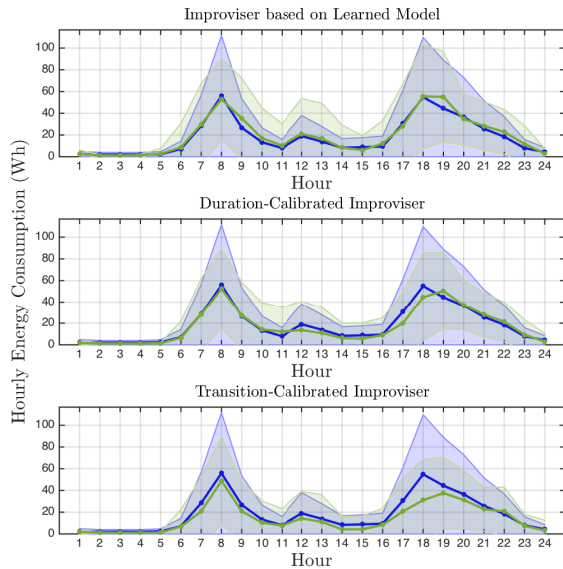 Improviser based on Learned Model
100
80
60
40
20
0
1 2 3 4 5 6 7 8 9 10 11 12 13 14 15 16 17 18 19 20 21 22 23 24
Hour
Duration-Calibrated Improviser
100
80
60
40
20
0
1 2 3 4 5 6 7 8 9 10 11 12 13 14 15 16 17 18 19 20 21 22 23 24
Hour
Transition-Calibrated Improviser
100
80
60
40
20
0
1 2 3 4 5 6 7 8 9 10 11 12 13 14 15 16 17 18 19 20 21 22 23 24
Hour
Hourly Energy Consumption (Wh)